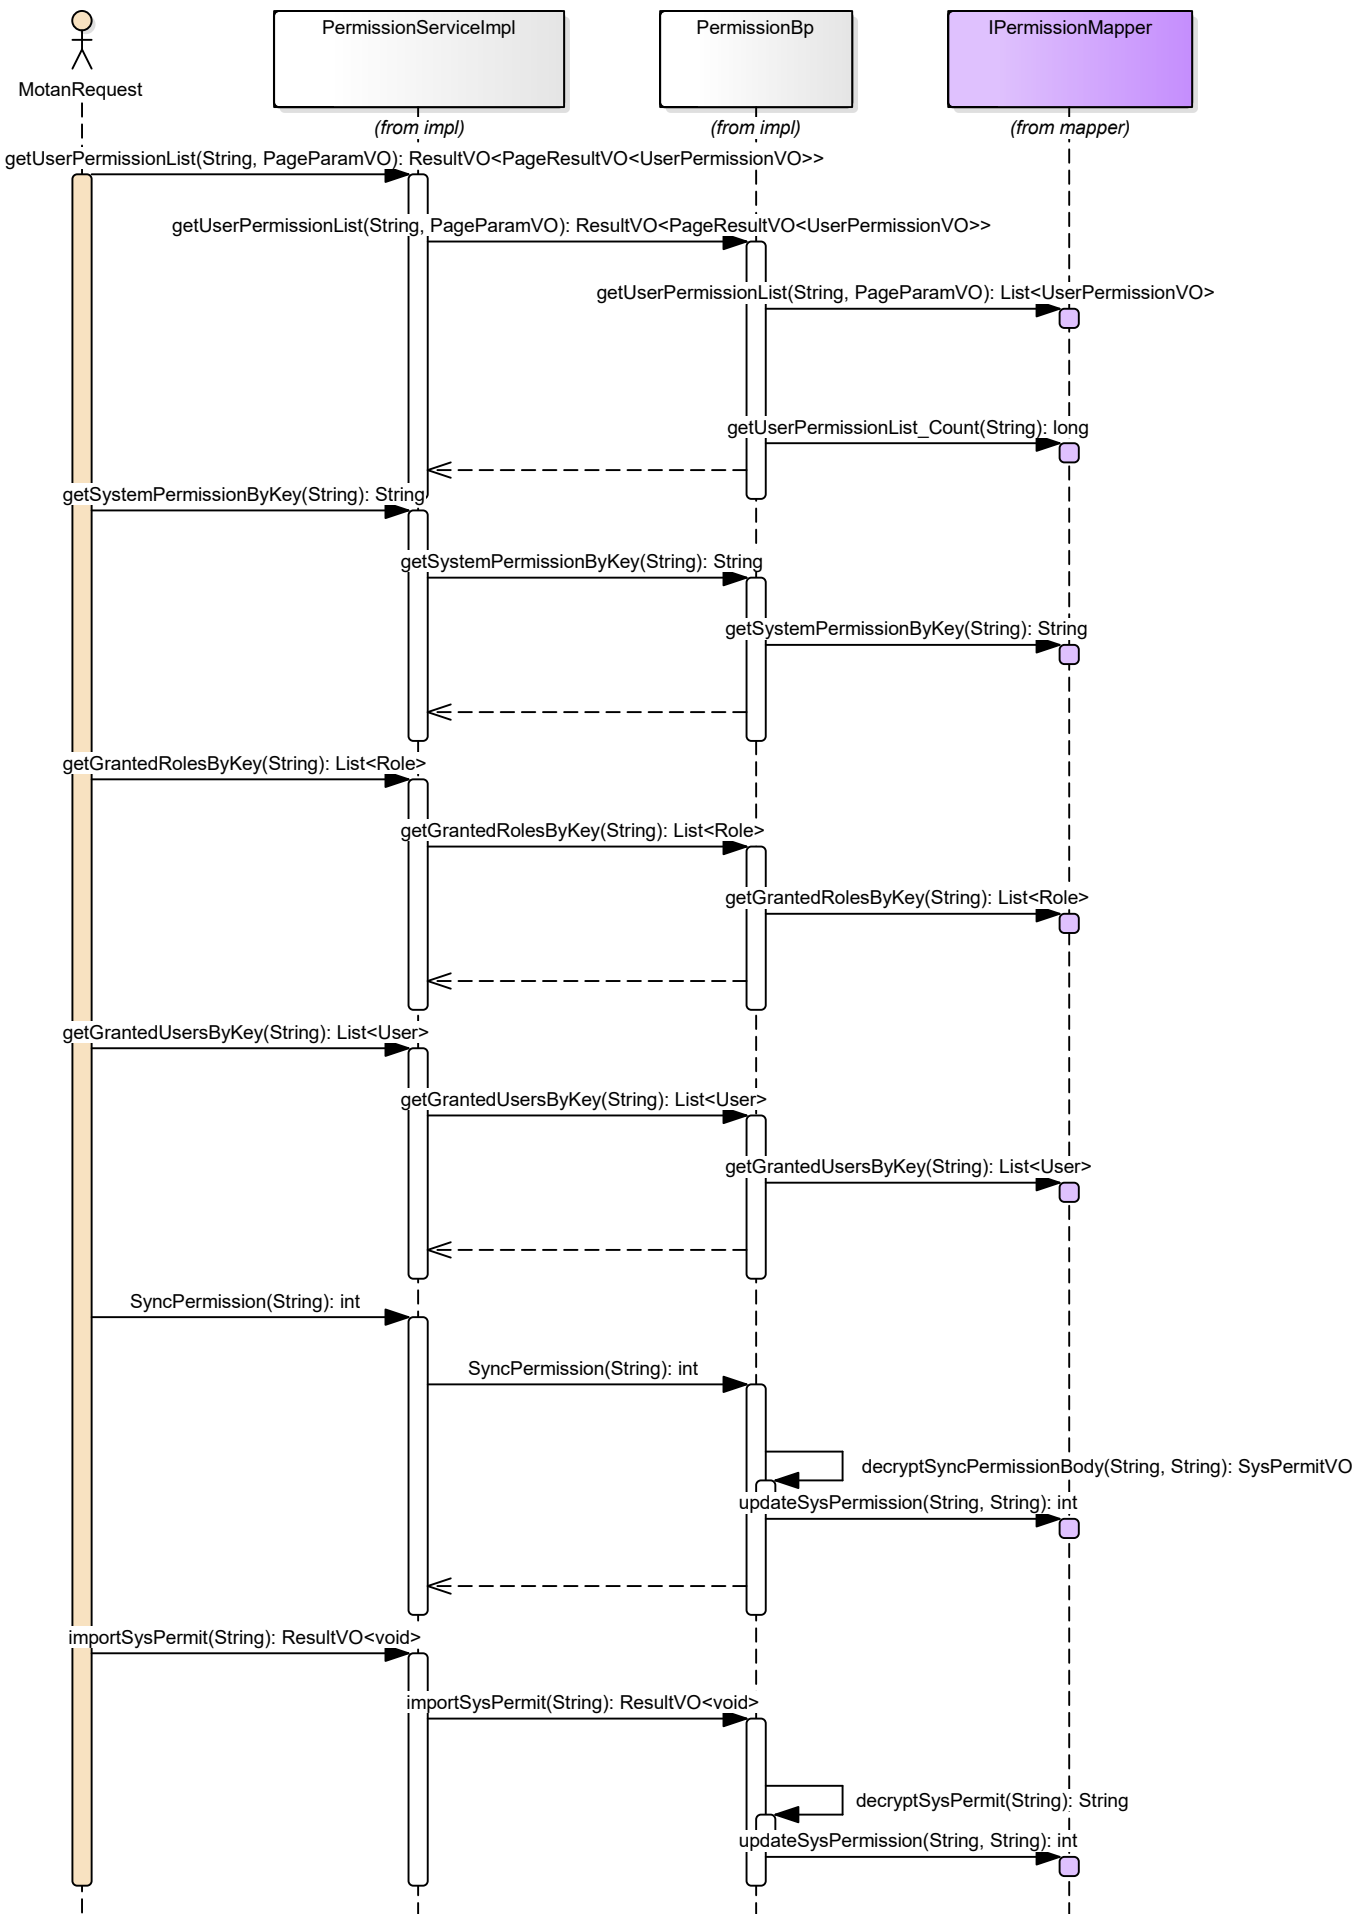 PermissionServiceImpl
PermissionBp
IPermissionMapper
MotanRequest
(from impl)
(from impl)
(from mapper)
getUserPermissionList(String, PageParamVO): ResultVO<PageResultVO<UserPermissionVO>>
getUserPermissionList(String, PageParamVO): ResultVO<PageResultVO<UserPermissionVO>>
getUserPermissionList(String, PageParamVO): List<UserPermissionVO>
getUserPermissionList_Count(String): long
getSystemPermissionByKey(String): String
getSystemPermissionByKey(String): String
getSystemPermissionByKey(String): String
getGrantedRolesByKey(String): List<Role>
getGrantedRolesByKey(String): List<Role>
getGrantedRolesByKey(String): List<Role>
getGrantedUsersByKey(String): List<User>
getGrantedUsersByKey(String): List<User>
getGrantedUsersByKey(String): List<User>
SyncPermission(String): int
SyncPermission(String): int
decryptSyncPermissionBody(String, String): SysPermitVO
updateSysPermission(String, String): int
importSysPermit(String): ResultVO<void>
importSysPermit(String): ResultVO<void>
decryptSysPermit(String): String
updateSysPermission(String, String): int